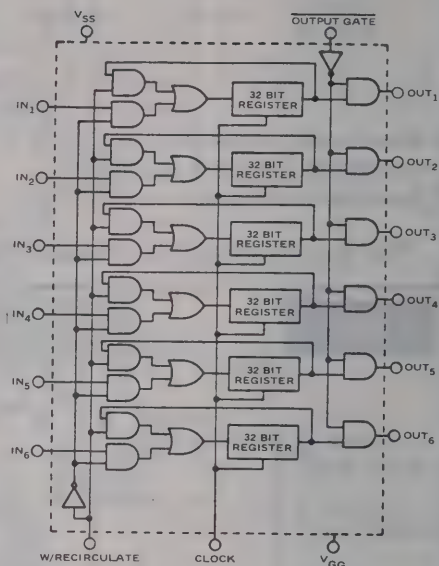 VSS
OUTPUT GATE
IN1
32 BIT
REGISTER
OUT1
IN2
32 BIT
REGISTER
OUT2
IN3
32 BIT
REGISTER
OUT3
IN4
32 BIT
REGISTER
OUT4
IN5
32 BIT
REGISTER
OUT5
IN6
32 BIT
REGISTER
OUT6
W/RECIRCULATE
CLOCK
VGG